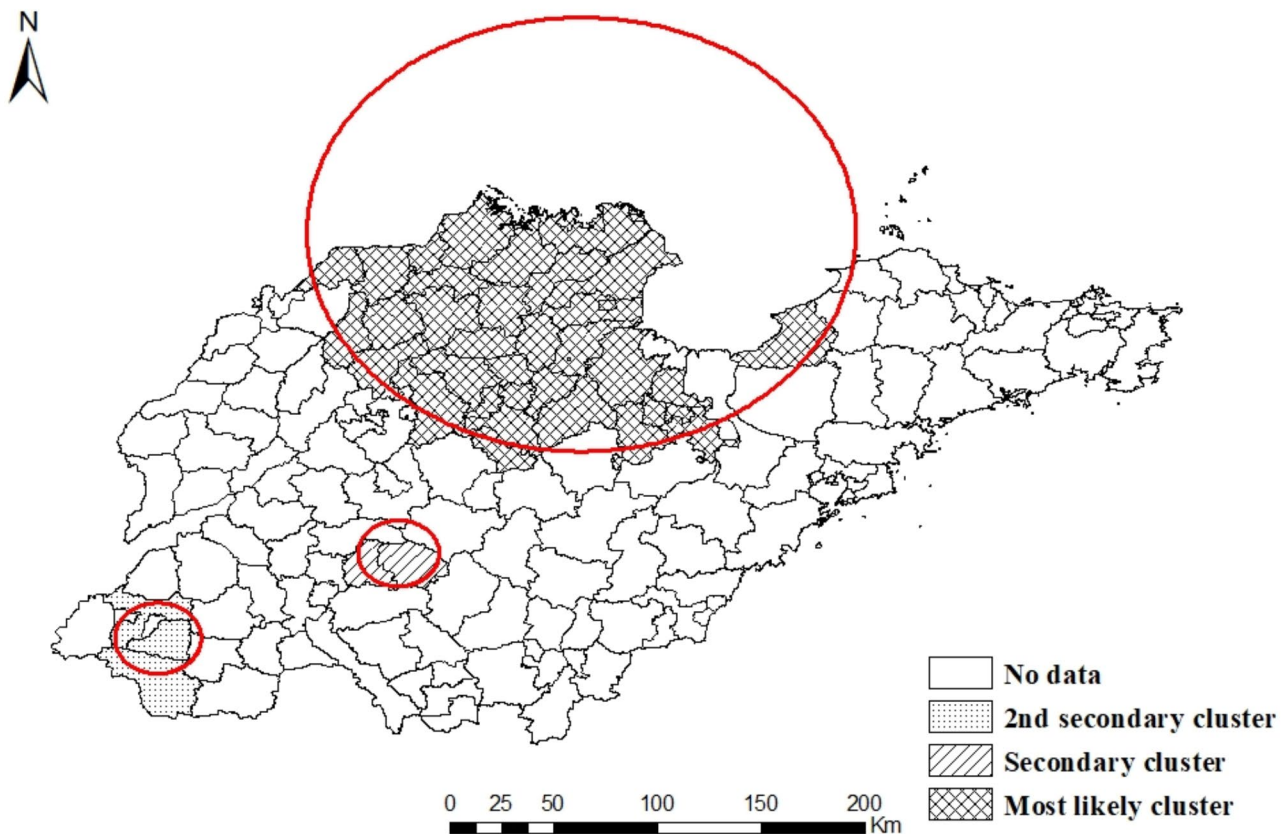 N
No data
2nd secondary cluster
Secondary cluster
Most likely cluster
0 25 50 100 150 200
Km